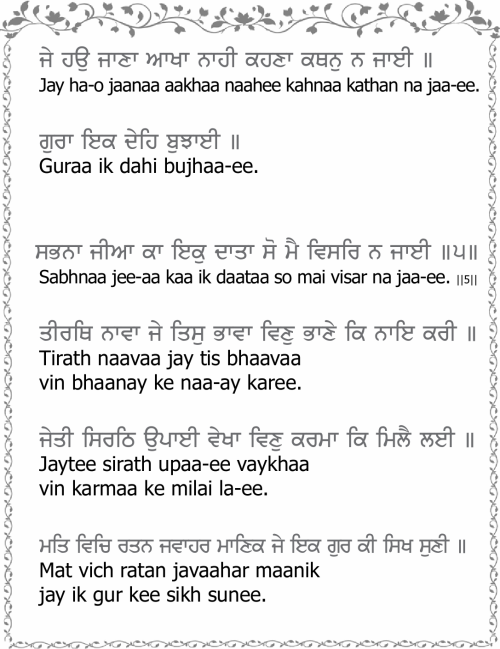 ਜੇ ਹਉ ਜਾਣਾ ਆਖਾ ਨਾਹੀ ਕਹਣਾ ਕਥਨੁ ਨ ਜਾਈ ॥
Jay ha-o jaanaa aakhaa naahee kahnaa kathan na jaa-ee.
ਗੁਰਾ ਇਕ ਦੇਹਿ ਬੁਝਾਈ ॥
Guraa ik dahi bujhaa-ee.
ਸਭਨਾ ਜੀਆ ਕਾ ਇਕੁ ਦਾਤਾ ਸੋ ਮੈ ਵਿਸਰਿ ਨ ਜਾਈ ॥੫॥
Sabhnaa jee-aa kaa ik daataa so mai visar na jaa-ee. ||5||
ਤੀਰਥਿ ਨਾਵਾ ਜੇ ਤਿਸੁ ਭਾਵਾ ਵਿਣੁ ਭਾਣੇ ਕਿ ਨਾਇ ਕਰੀ ॥
Tirath naavaa jay tis bhaavaa
vin bhaanay ke naa-ay karee.
ਜੇਤੀ ਸਿਰਠਿ ਉਪਾਈ ਵੇਖਾ ਵਿਣੁ ਕਰਮਾ ਕਿ ਮਿਲੈ ਲਈ ॥
Jaytee sirath upaa-ee vaykhaa
vin karmaa ke milai la-ee.
ਮਤਿ ਵਿਚਿ ਰਤਨ ਜਵਾਹਰ ਮਾਣਿਕ ਜੇ ਇਕ ਗੁਰ ਕੀ ਸਿਖ ਸੁਣੀ ॥
Mat vich ratan javaahar maanik
jay ik gur kee sikh sunee.